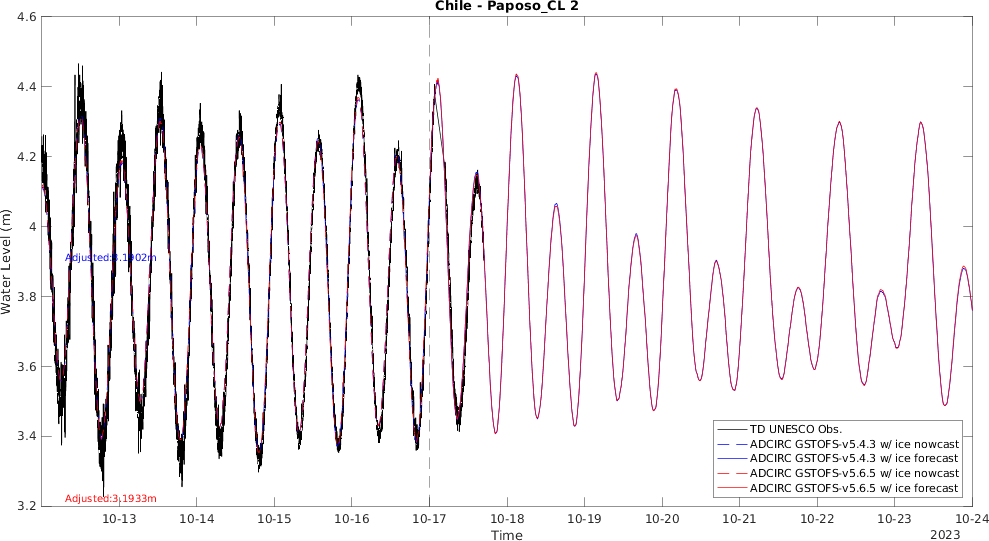 Chile - Paposo_CL 2
4.6
4.4
4.2
4
3.8
3.6
3.4
3.2
Water Level (m)
Adjusted:3.1902m
Adjusted:3.1933m
TD UNESCO Obs.
ADCIRC GSTOFS-v5.4.3 w/ ice nowcast
ADCIRC GSTOFS-v5.4.3 w/ ice forecast
ADCIRC GSTOFS-v5.6.5 w/ ice nowcast
ADCIRC GSTOFS-v5.6.5 w/ ice forecast
10-13 10-14 10-15 10-16 10-17 10-18 10-19 10-20 10-21 10-22 10-23 10-24
Time
2023